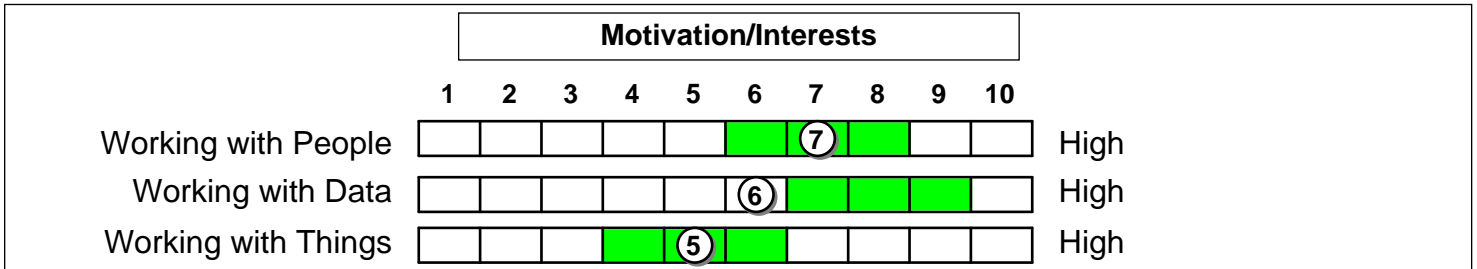 Motivation/Interests
1 2 3 4 5 6 7 8 9 10
Working with People 7 High
Working with Data 6 High
Working with Things 5 High